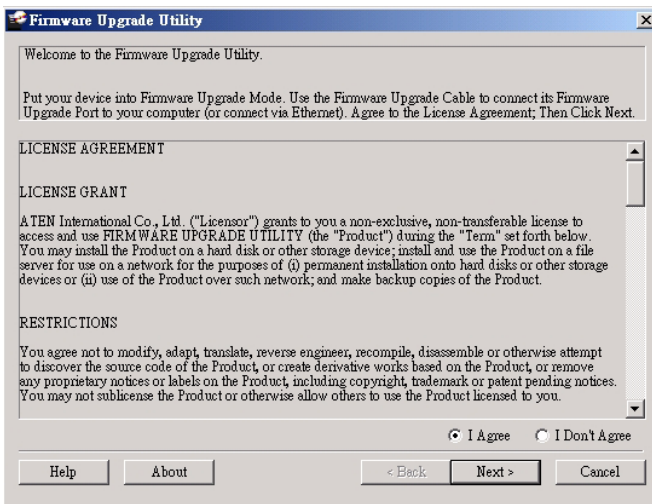 Firmware Upgrade Utility
Welcome to the Firmware Upgrade Utility.
Put your device into Firmware Upgrade Mode. Use the Firmware Upgrade Cable to connect its Firmware
Upgrade Port to your computer (or connect via Ethernet). Agree to the License Agreement; Then Click Next.
LICENSE AGREEMENT
LICENSE GRANT
ATEN International Co., Ltd. ("Licensor") grants to you a non-exclusive, non-transferable license to
access and use FIRMWARE UPGRADE UTILITY (the "Product") during the "Term" set forth below.
You may install the Product on a hard disk or other storage device; install and use the Product on a file
server for use on a network for the purposes of (i) permanent installation onto hard disks or other storage
devices or (ii) use of the Product over such network; and make backup copies of the Product.
RESTRICTIONS
You agree not to modify, adapt, translate, reverse engineer, recompile, disassemble or otherwise attempt
to discover the source code of the Product, or create derivative works based on the Product, or remove
any proprietary notices or labels on the Product, including copyright, trademark or patent pending notices.
You may not sublicense the Product or otherwise allow others to use the Product licensed to you.
I Agree I Don't Agree
Help About < Back Next > Cancel